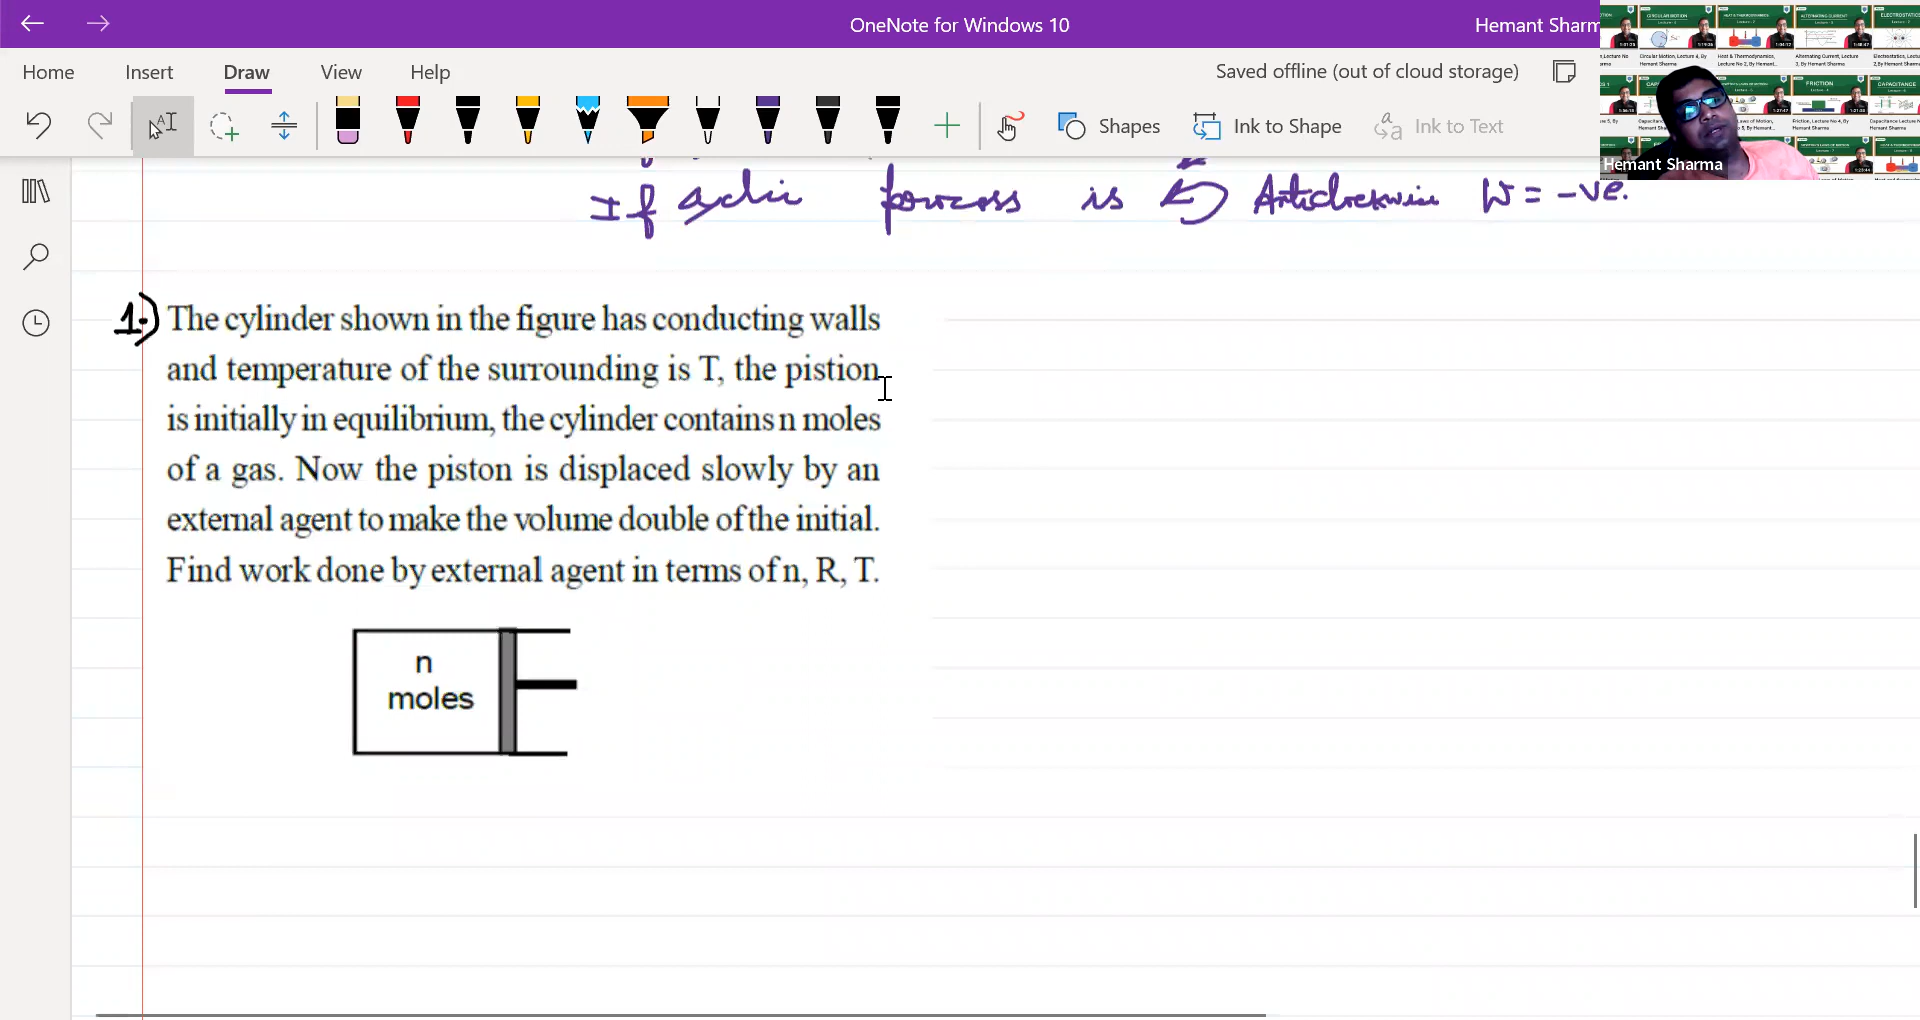 OneNote for Windows 10
Hemant Sharm
Home
Insert
Draw
View
Help
Saved offline (out of cloud storage)
Shapes
Ink to Shape
Ink to Text
Hemant Sharma
If cyclic process is Anticlockwise W = -ve.
1.) The cylinder shown in the figure has conducting walls
and temperature of the surrounding is T, the pistion
is initially in equilibrium, the cylinder contains n moles
of a gas. Now the piston is displaced slowly by an
external agent to make the volume double of the initial.
Find work done by external agent in terms of n, R, T.
n
moles